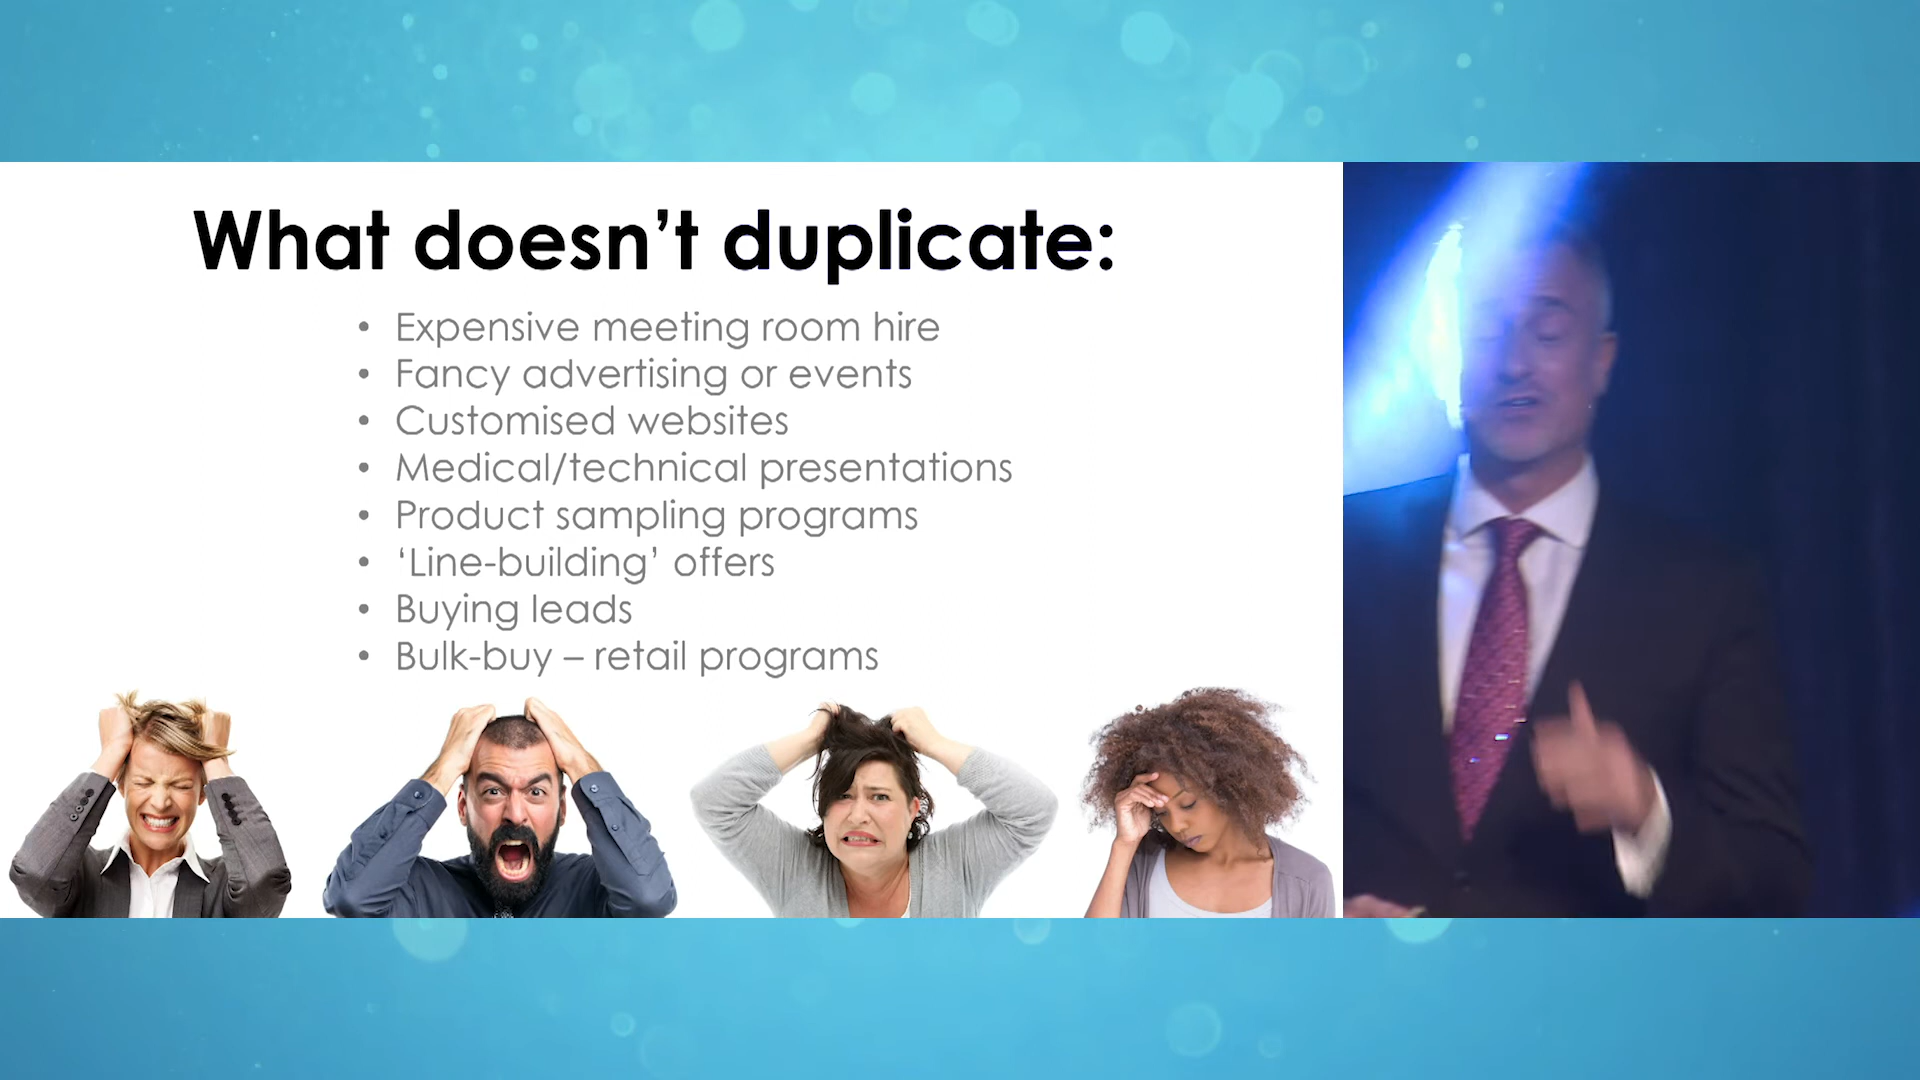 What doesn’t duplicate:
• Expensive meeting room hire
• Fancy advertising or events
• Customised websites
• Medical/technical presentations
• Product sampling programs
• ‘Line-building’ offers
• Buying leads
• Bulk-buy – retail programs